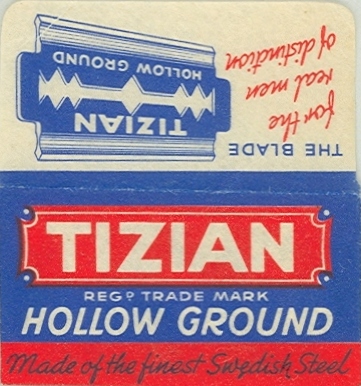 THE BLADE
for the
real men
of distinction
TIZIAN
HOLLOW GROUND
TIZIAN
REGD TRADE MARK
HOLLOW GROUND
Made of the finest Swedish Steel